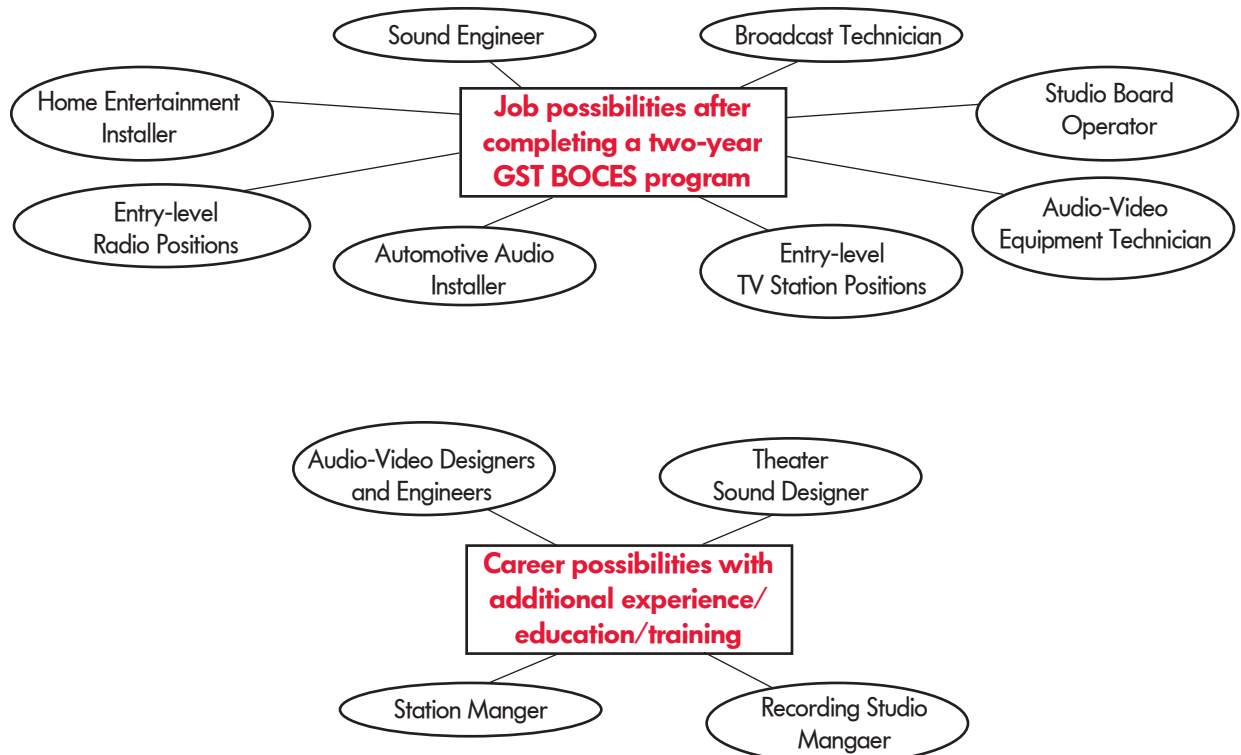 Sound Engineer
Broadcast Technician
Home Entertainment
Installer
Job possibilities after
completing a two-year
GST BOCES program
Studio Board
Operator
Entry-level
Radio Positions
Automotive Audio
Installer
Entry-level
TV Station Positions
Audio-Video
Equipment Technician
Audio-Video Designers
and Engineers
Theater
Sound Designer
Career possibilities with
additional experience/
education/training
Station Manger
Recording Studio
Mangaer